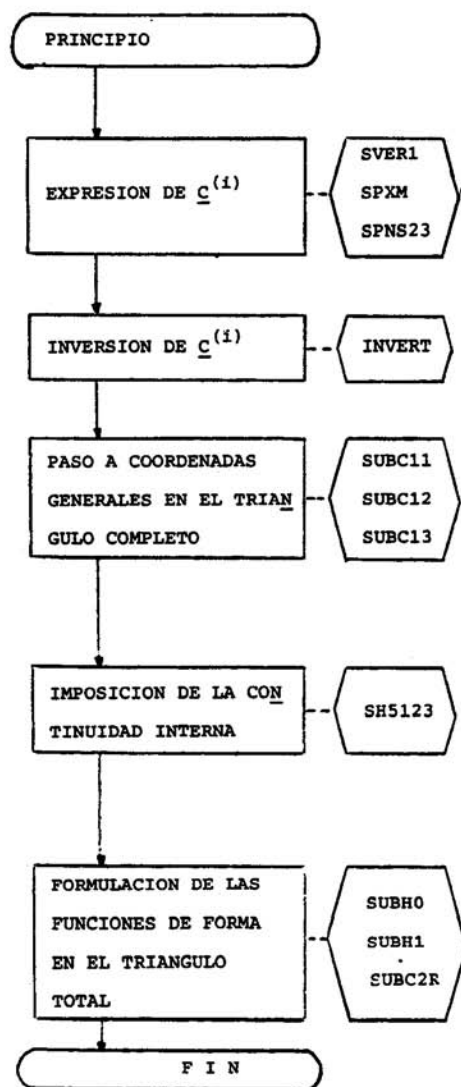 PRINCIPIO
EXPRESION DE C(i)
SVER1
SPXM
SPNS23
INVERSION DE C(i)
INVERT
PASO A COORDENADAS
GENERALES EN EL TRIAN
GULO COMPLETO
SUBC11
SUBC12
SUBC13
IMPOSICION DE LA CON
TINUIDAD INTERNA
SH5123
FORMULACION DE LAS
FUNCIONES DE FORMA
EN EL TRIANGULO
TOTAL
SUBH0
SUBH1
SUBC2R
F I N